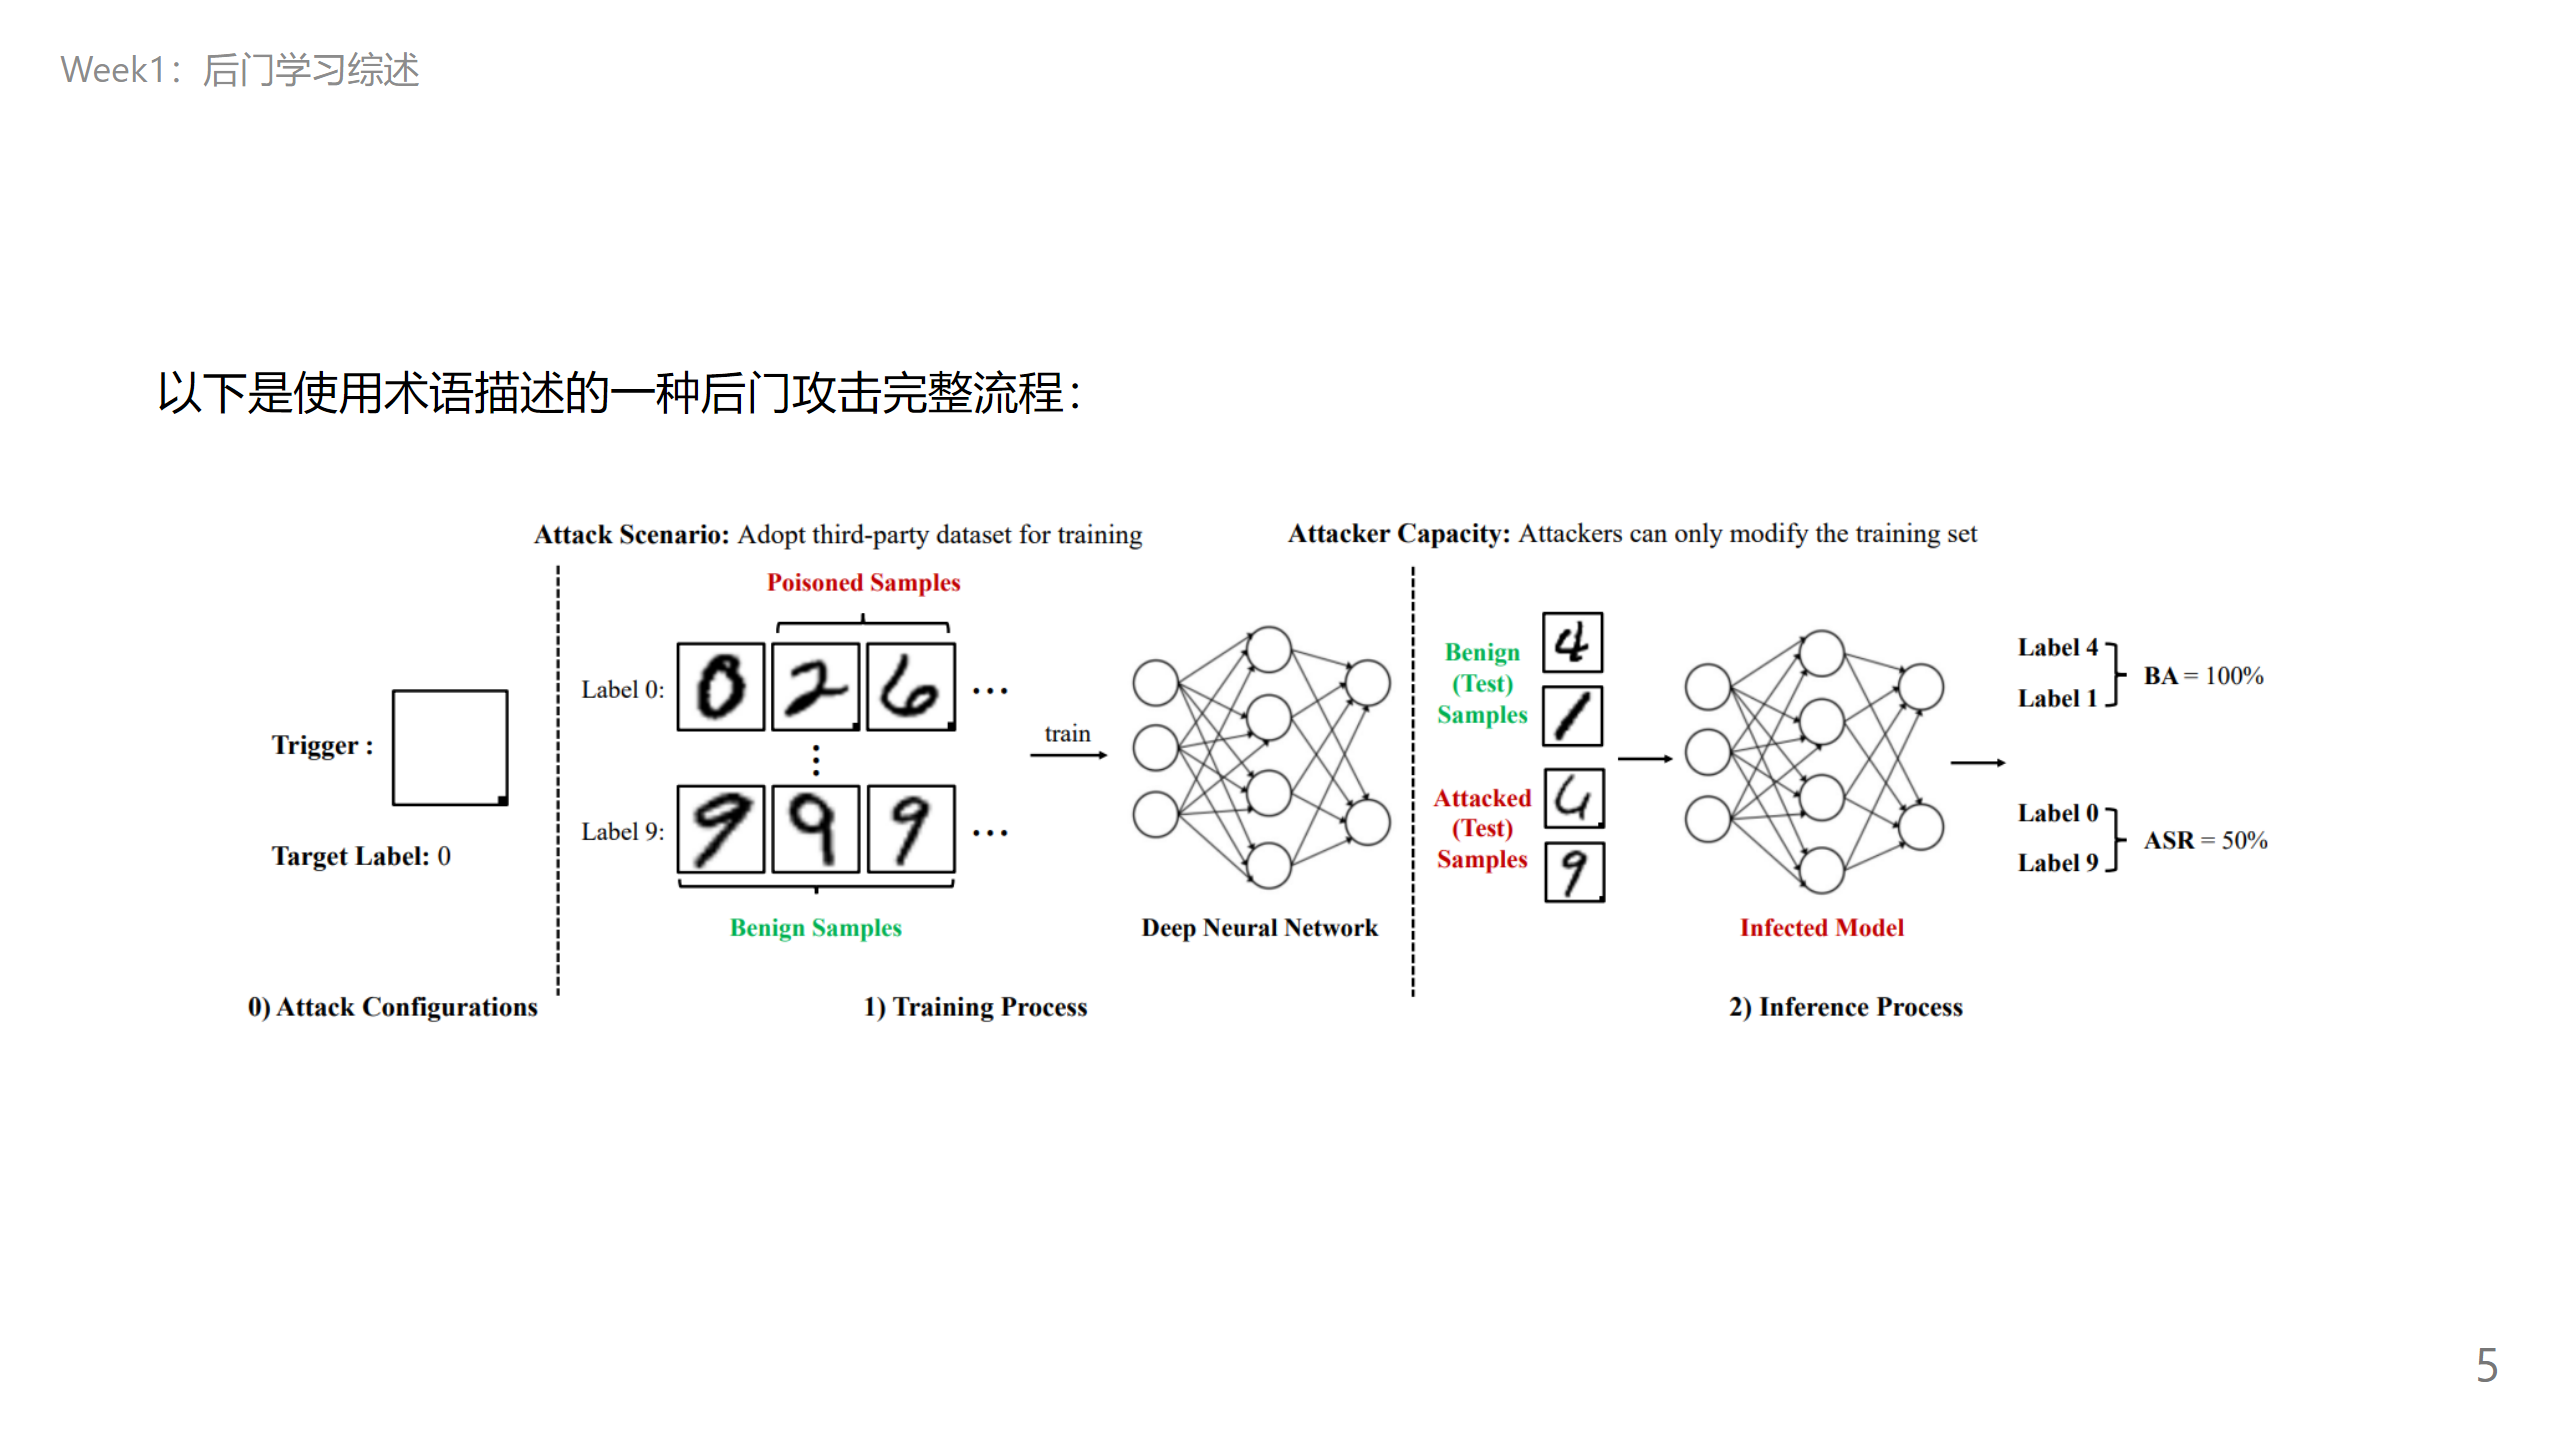 Week1：后门学习综述
以下是使用术语描述的一种后门攻击完整流程：
Attack Scenario: Adopt third-party dataset for training
Attacker Capacity: Attackers can only modify the training set
Trigger :
Target Label: 0
0) Attack Configurations
Poisoned Samples
Label 0:
0 2 6 ...
Label 9:
9 9 9 ...
Benign Samples
train
Deep Neural Network
1) Training Process
Benign
(Test)
Samples
4
1
Attacked
(Test)
Samples
4
9
Infected Model
Label 4
Label 1
BA = 100%
Label 0
Label 9
ASR = 50%
2) Inference Process
5